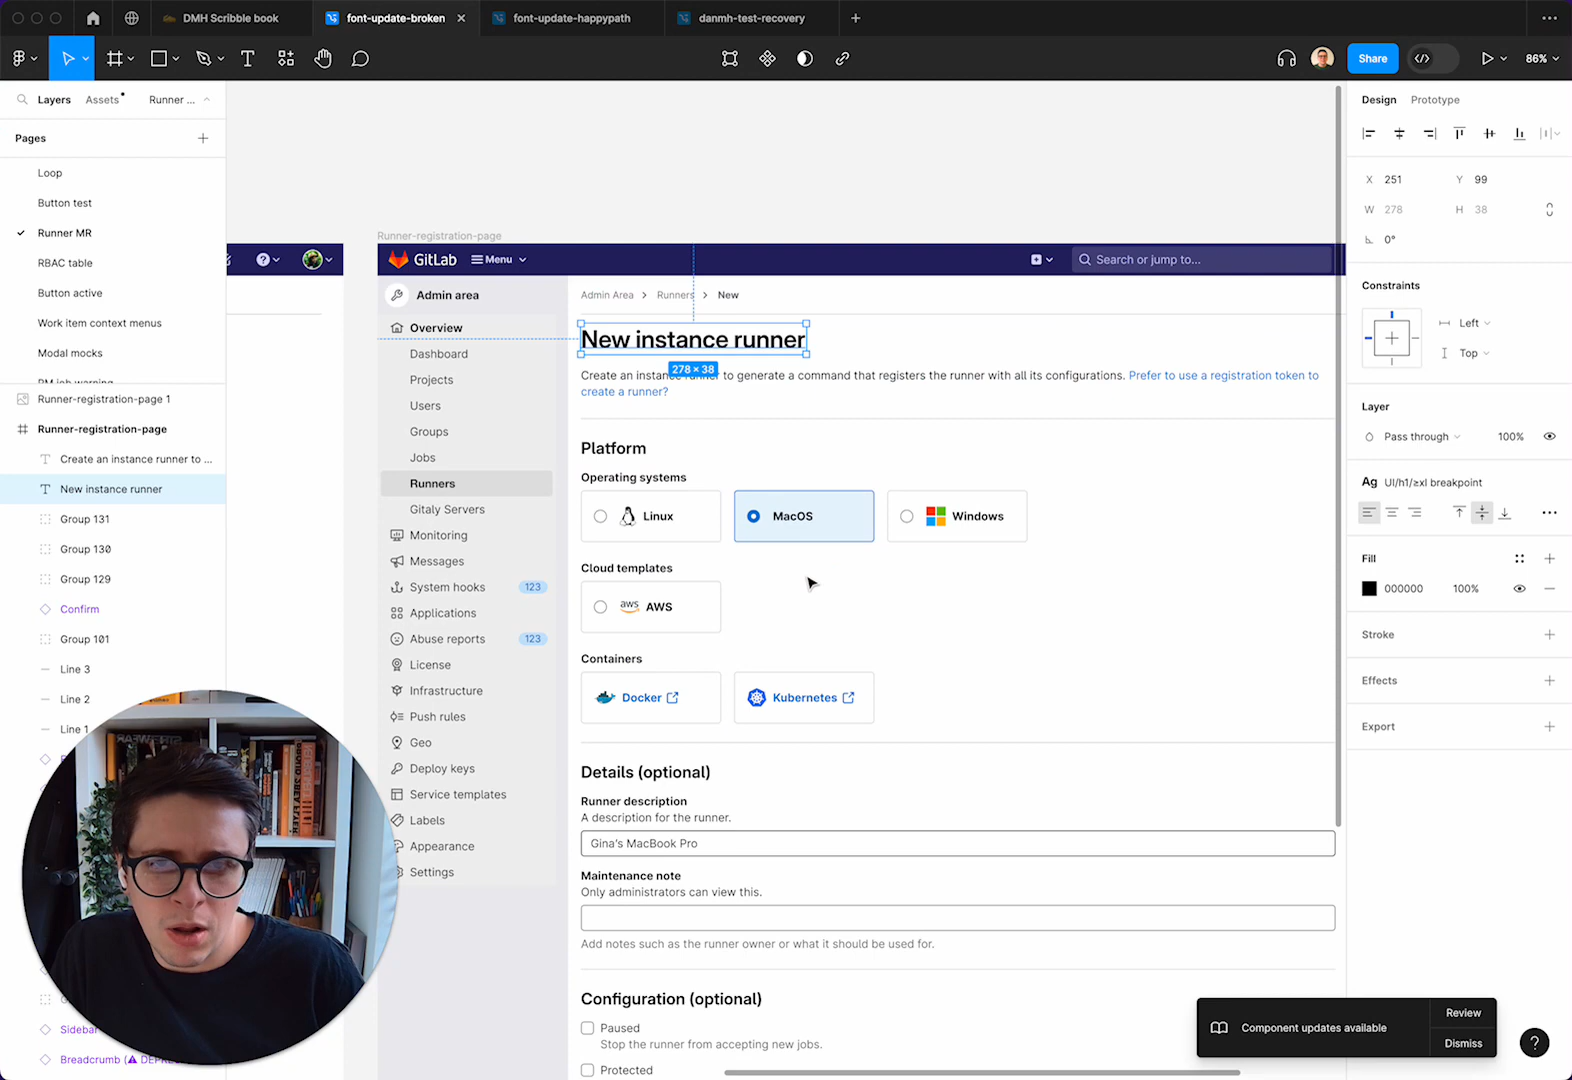 DMH Scribble book
font-update-broken
font-update-happypath
danmh-test-recovery
Share
86%
Layers
Assets
Runner ...
Pages
Loop
Button test
Runner MR
RBAC table
Button active
Work item context menus
Modal mocks
Runner-registration-page 1
Runner-registration-page
Create an instance runner to ...
New instance runner
Group 131
Group 130
Group 129
Confirm
Group 101
Line 3
Line 2
Line 1
Sidebar
Breadcrumb (
Runner-registration-page
GitLab
Menu
Search or jump to...
Admin area
Overview
Dashboard
Projects
Users
Groups
Jobs
Runners
Gitaly Servers
Monitoring
Messages
System hooks 123
Applications
Abuse reports 123
License
Infrastructure
Push rules
Geo
Deploy keys
Service templates
Labels
Appearance
Settings
Admin Area > Runners > New
New instance runner
278 × 38
Create an instance runner to generate a command that registers the runner with all its configurations. Prefer to use a registration token to
create a runner?
Platform
Operating systems
Linux
MacOS
Windows
Cloud templates
aws AWS
Containers
Docker
Kubernetes
Details (optional)
Runner description
A description for the runner.
Gina's MacBook Pro
Maintenance note
Only administrators can view this.
Add notes such as the runner owner or what it should be used for.
Configuration (optional)
Paused
Stop the runner from accepting new jobs.
Protected
Design
Prototype
X 251
Y 99
W 278
H 38
0°
Constraints
Left
Top
Layer
Pass through
100%
Ag UI/h1/≥xl breakpoint
Fill
000000
100%
Stroke
Effects
Export
Component updates available
Review
Dismiss
?